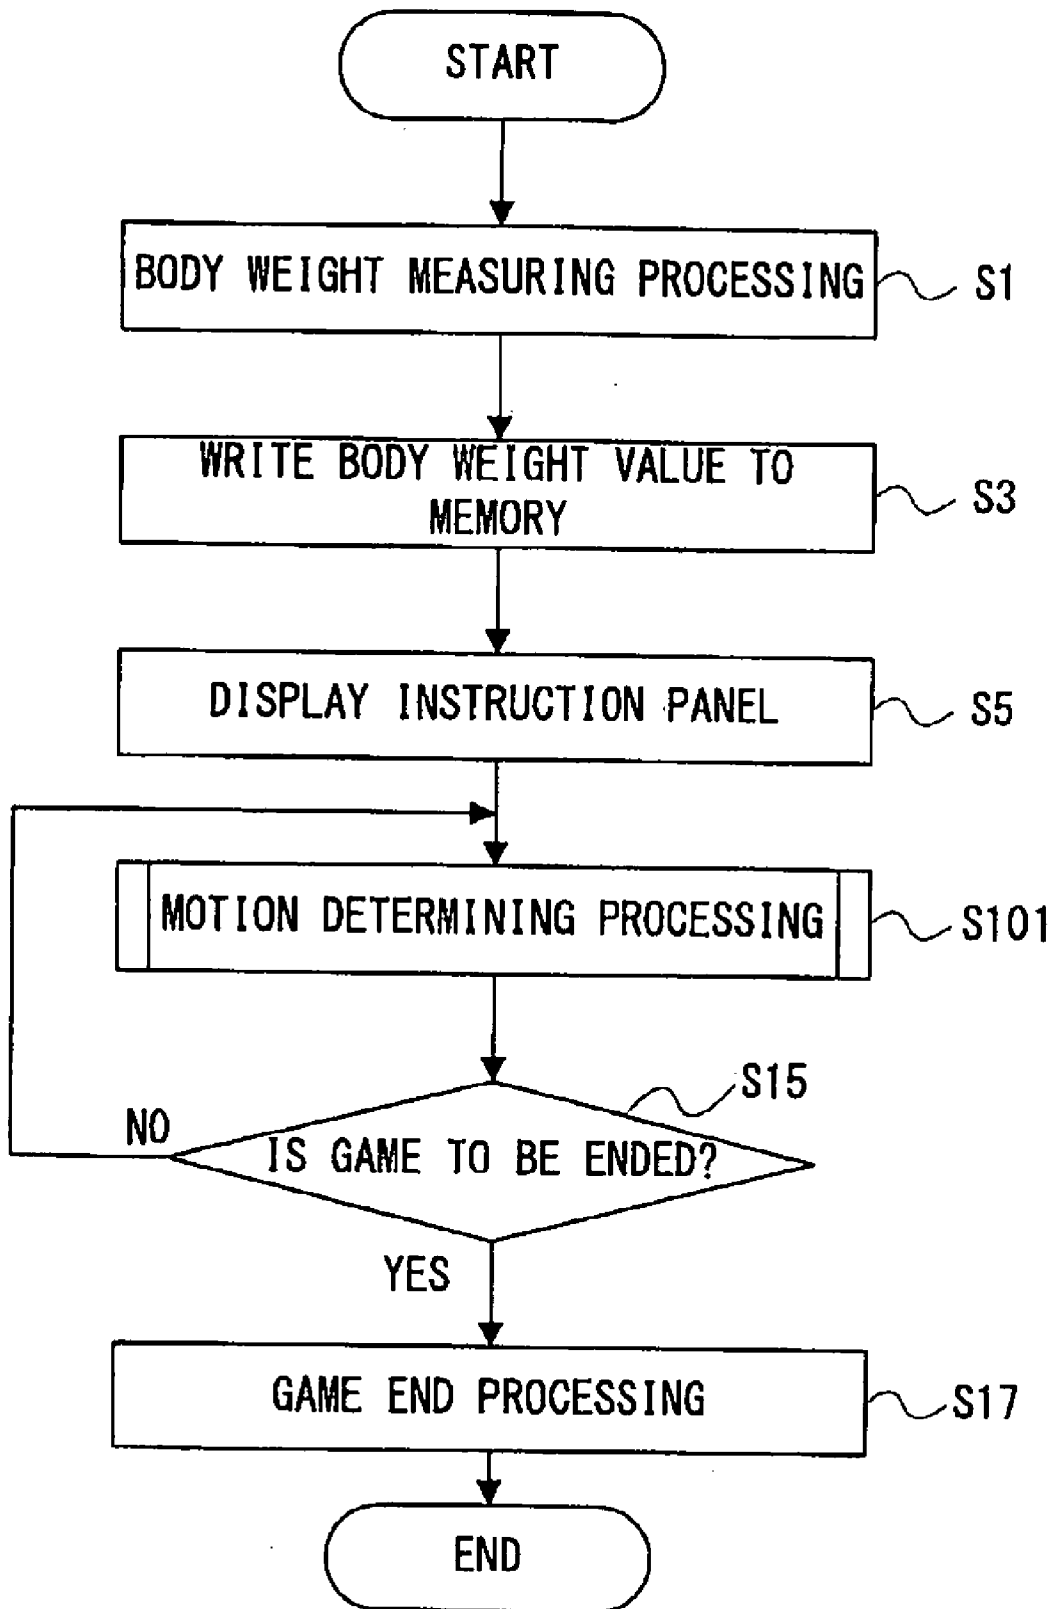 START
BODY WEIGHT MEASURING PROCESSING
S1
WRITE BODY WEIGHT VALUE TO
MEMORY
S3
DISPLAY INSTRUCTION PANEL
S5
MOTION DETERMINING PROCESSING
S101
S15
NO
IS GAME TO BE ENDED?
YES
GAME END PROCESSING
S17
END